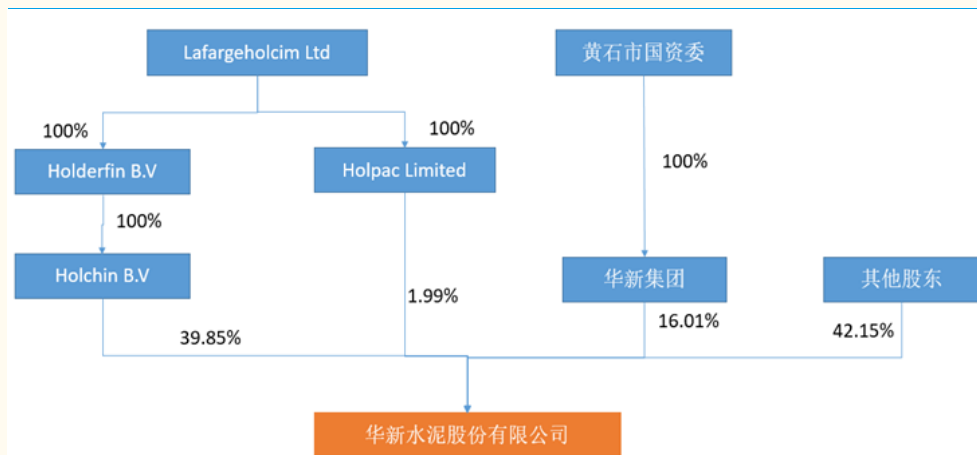 Lafargeholcim Ltd
黄石市国资委
100%
100%
100%
Holderfin B.V
Holpac Limited
100%
Holchin B.V
华新集团
其他股东
1.99%
16.01%
42.15%
39.85%
华新水泥股份有限公司